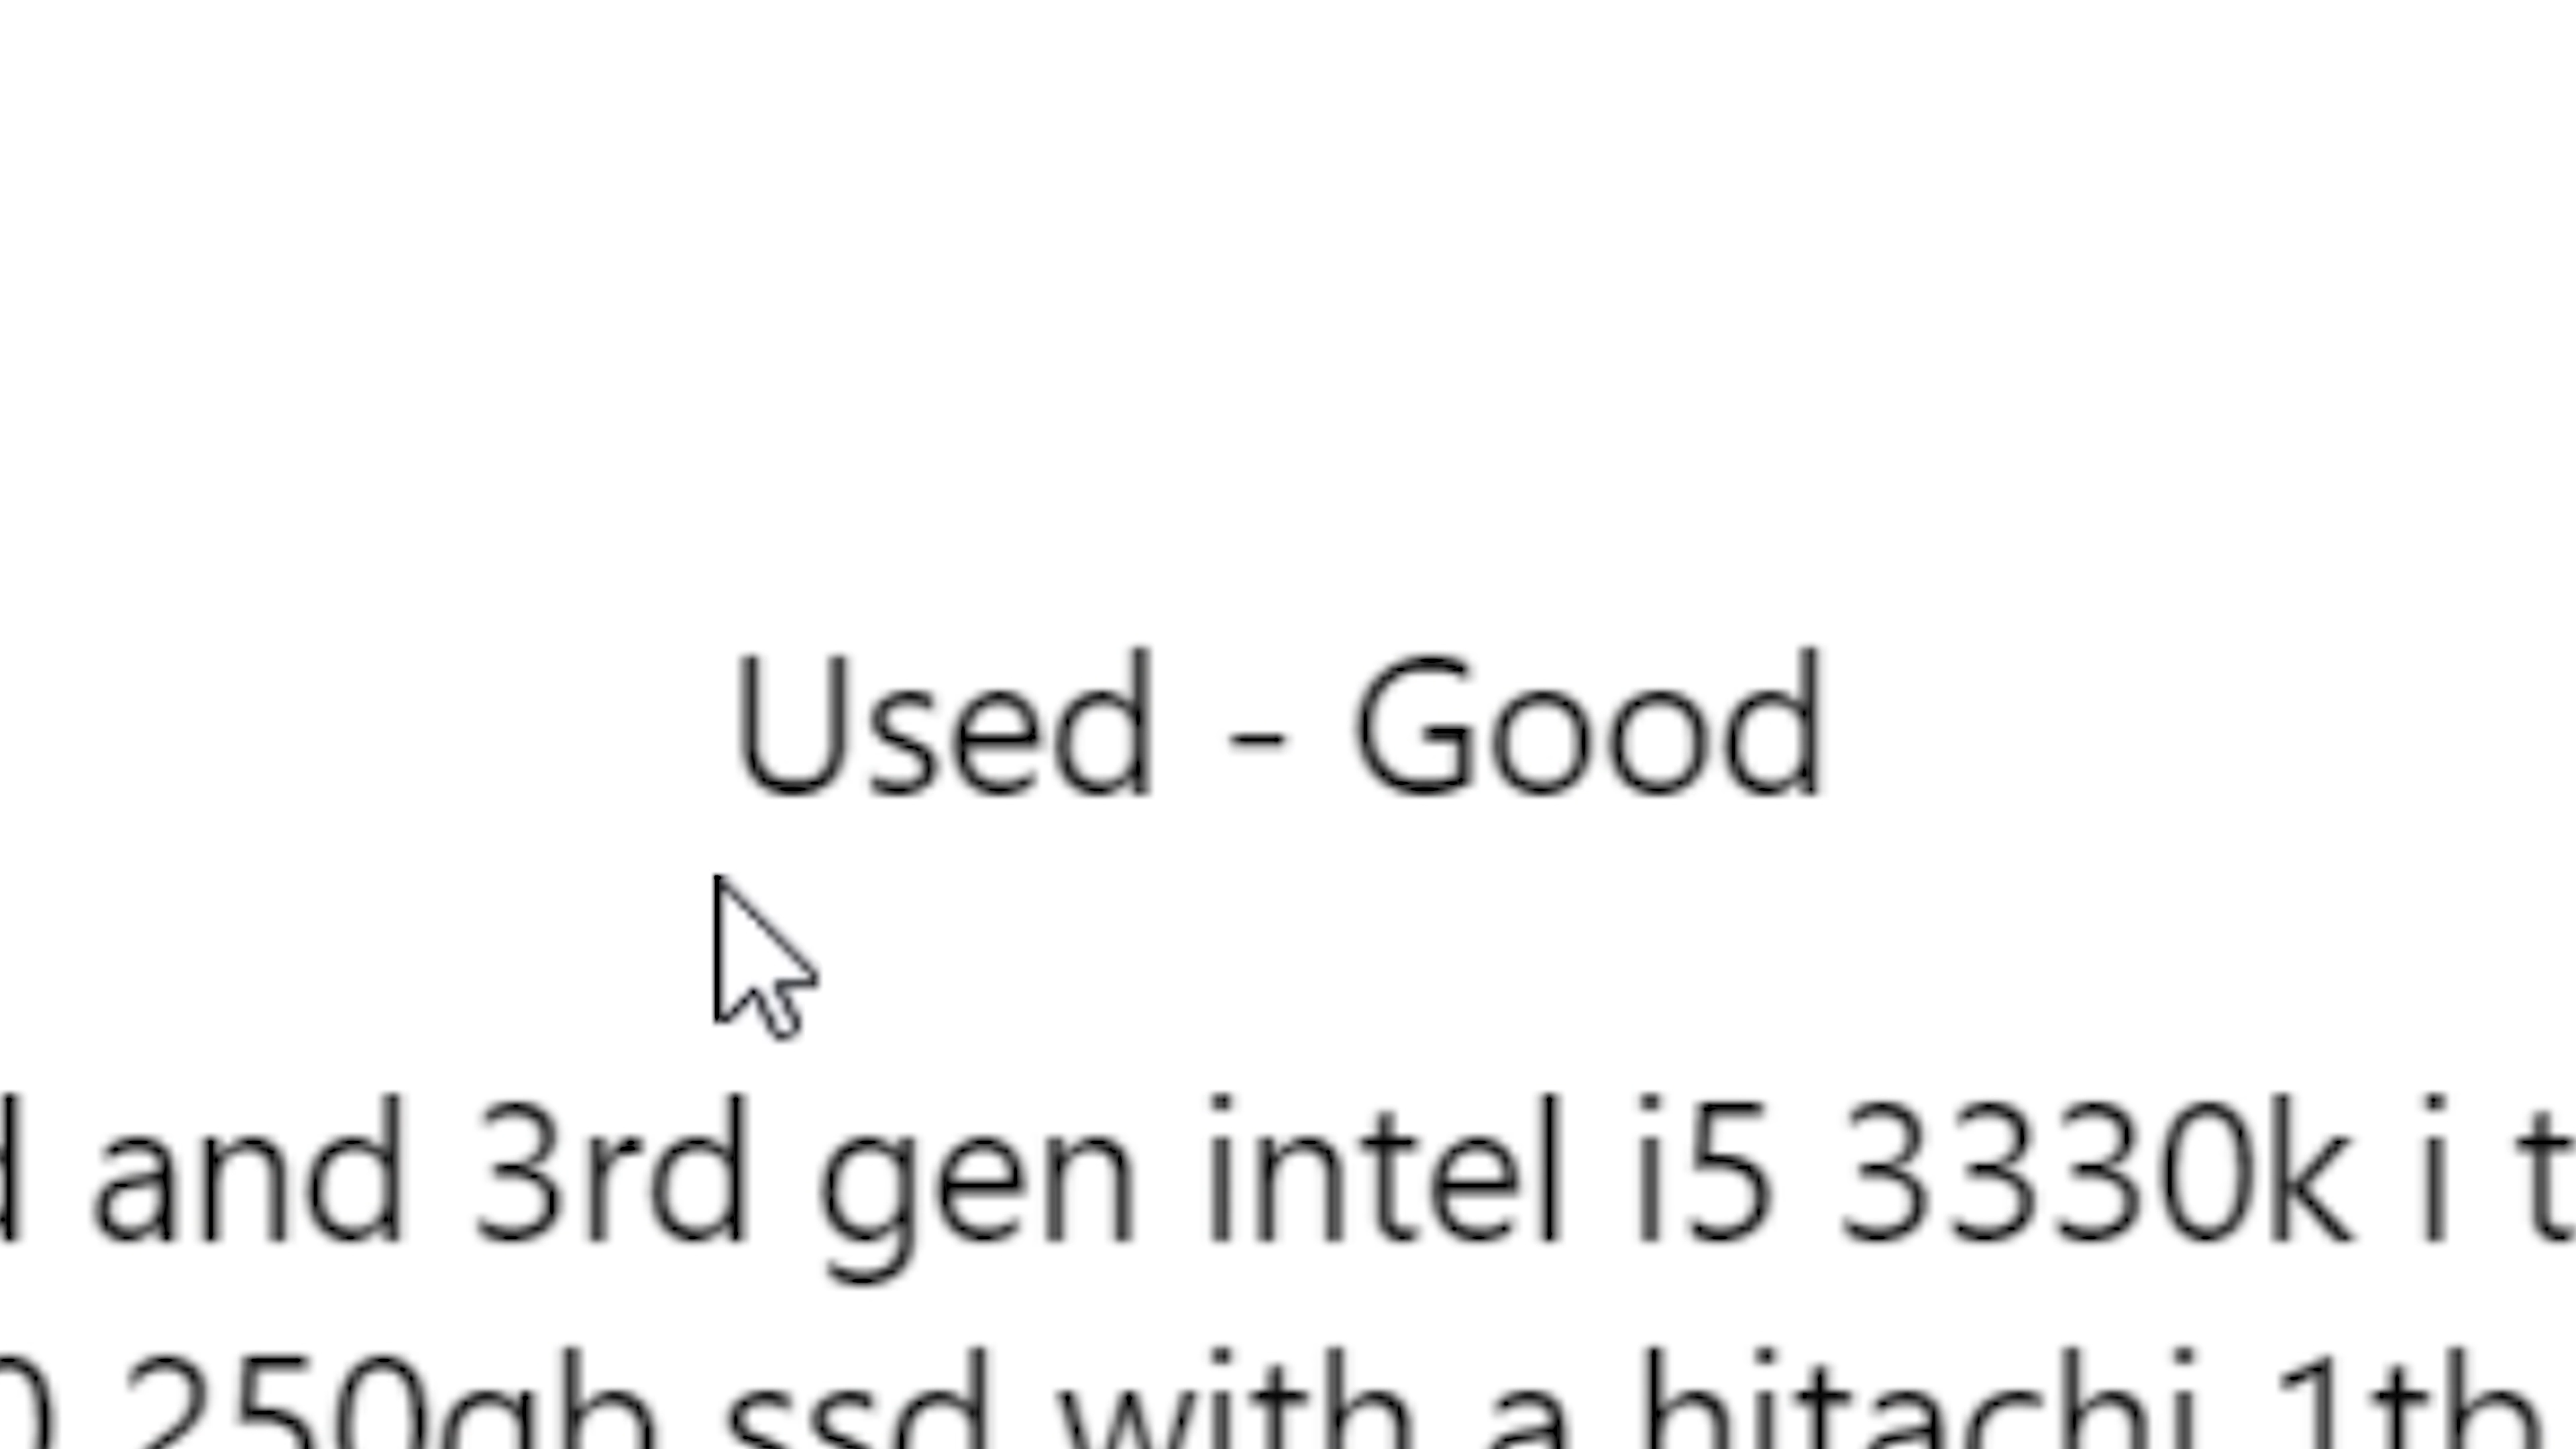 Used - Good
and 3rd gen intel i5 3330k i
250gb ssd with a hitachi 1tb